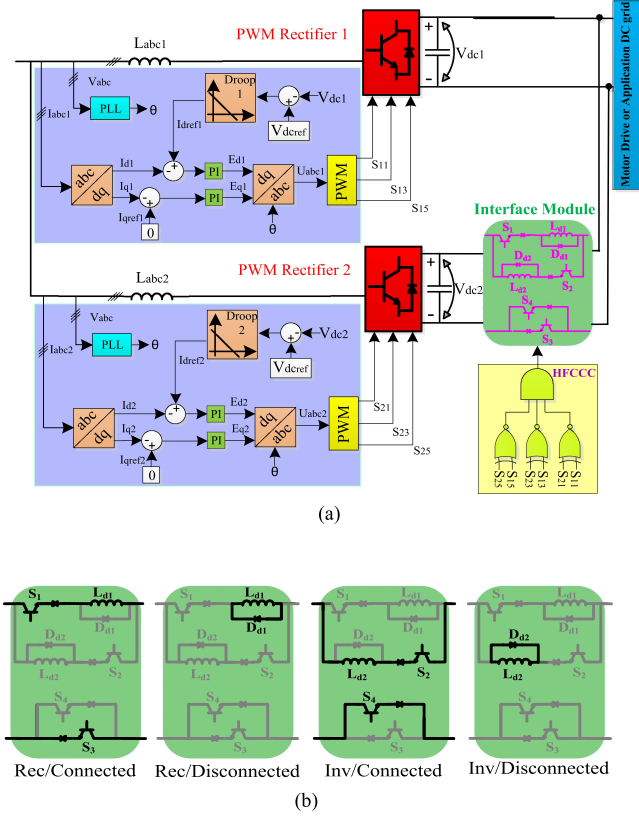 PWM Rectifier 1
Labc1
Vabc
Iabc1
PLL
θ
Droop
1
Vdc1
Vdcref
Idref1
abc
dq
Id1
Iq1
Iqref1
0
PI
PI
Ed1
Eq1
dq
abc
θ
Uabc1
PWM
S11
S13
S15
Vdc1
Motor Drive or Application DC grid
Interface Module
S1
Ld1
Dd1
Dd2
Ld2
S2
S4
S3
HFCCC
S25
S15
S23
S13
S21
S11
PWM Rectifier 2
Labc2
Vabc
Iabc2
PLL
θ
Droop
2
Vdc2
Vdcref
Idref2
abc
dq
Id2
Iq2
Iqref2
0
PI
PI
Ed2
Eq2
dq
abc
θ
Uabc2
PWM
S21
S23
S25
Vdc2
(a)
S1
Ld1
Dd1
Dd2
Ld2
S2
S4
S3
Rec/Connected
S1
Ld1
Dd1
Dd2
Ld2
S2
S4
S3
Rec/Disconnected
S1
Ld1
Dd1
Dd2
Ld2
S2
S4
S3
Inv/Connected
S1
Ld1
Dd1
Dd2
Ld2
S2
S4
S3
Inv/Disconnected
(b)